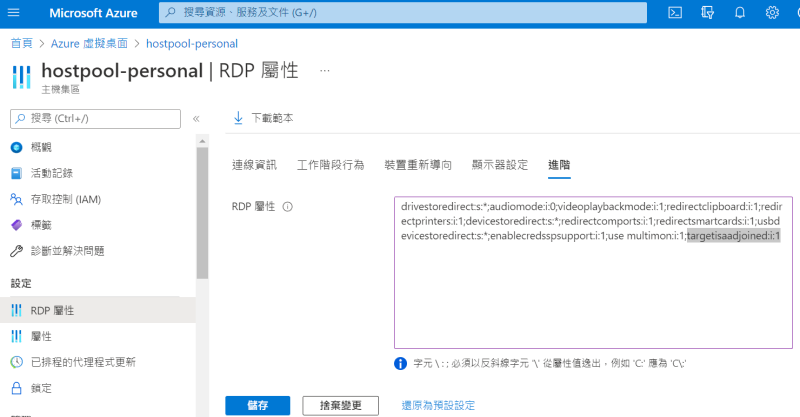 Microsoft Azure
搜尋資源、服務及文件 (G+/)
首頁 > Azure 虛擬桌面 > hostpool-personal
hostpool-personal | RDP 屬性 ...
主機集區
搜尋 (Ctrl+/) «
下載範本
概觀
活動記錄
存取控制 (IAM)
標籤
診斷並解決問題
設定
RDP 屬性
屬性
已排程的代理程式更新
鎖定
連線資訊 工作階段行為 裝置重新導向 顯示器設定 進階
RDP 屬性
drivestoredirect:s:*;audiomode:i:0;videoplaybackmode:i:1;redirectclipboard:i:1;redir
ectprinters:i:1;devicestoredirect:s:*;redirectcomports:i:1;redirectsmartcards:i:1;usbd
evicestoredirect:s:*;enablecredsspsupport:i:1;use multimon:i:1;targetisaadjoined:i:1
字元 \ : ; 必須以反斜線字元 '\' 從屬性值逸出，例如 'C:' 應為 'C\:'
儲存 捨棄變更 還原為預設設定